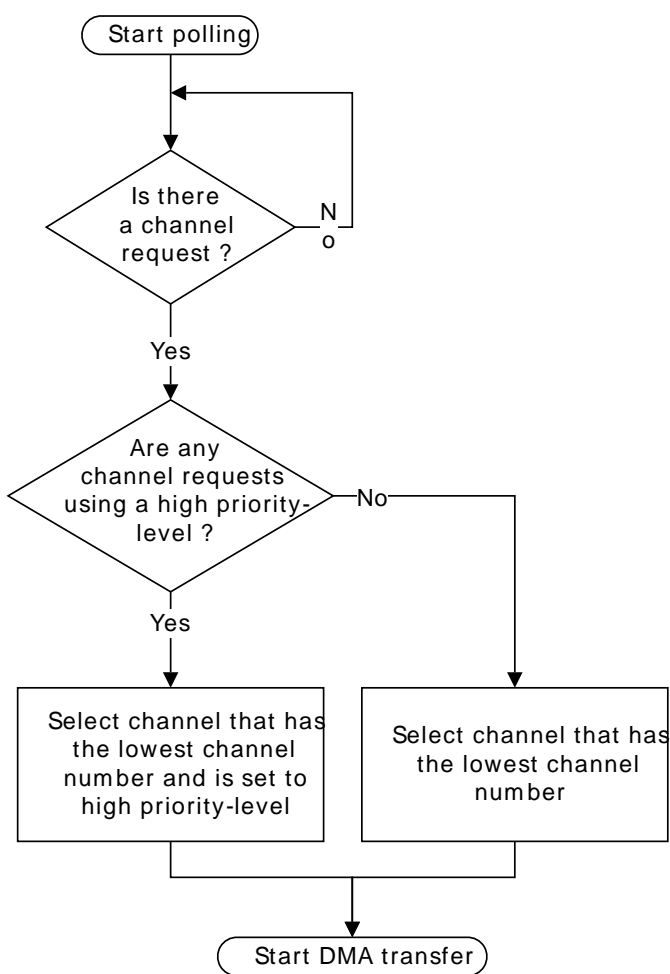 Start polling
Is there
a channel
request ?
N
o
Yes
Are any
channel requests
using a high priority-
level ?
No
Yes
Select channel that has
the lowest channel
number and is set to
high priority-level
Select channel that has
the lowest channel
number
Start DMA transfer